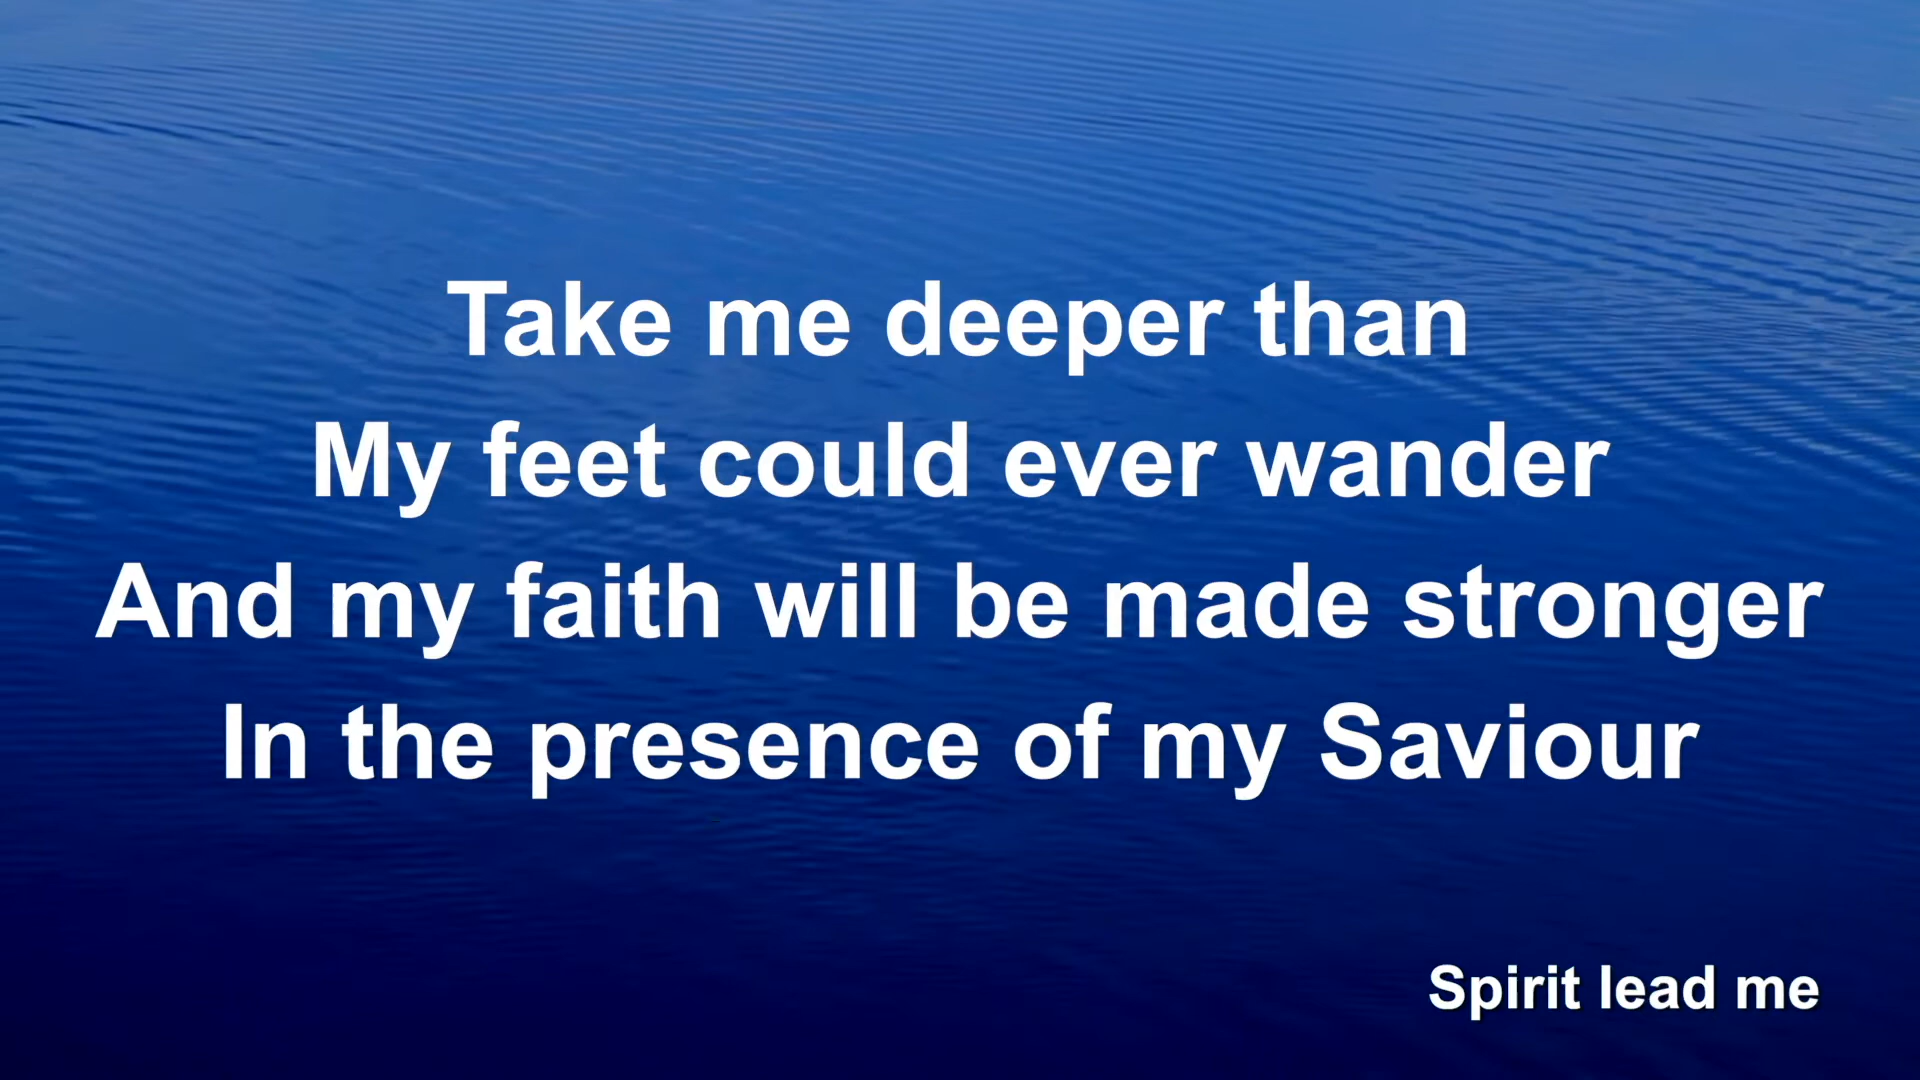 Take me deeper than
My feet could ever wander
And my faith will be made stronger
In the presence of my Saviour
Spirit lead me